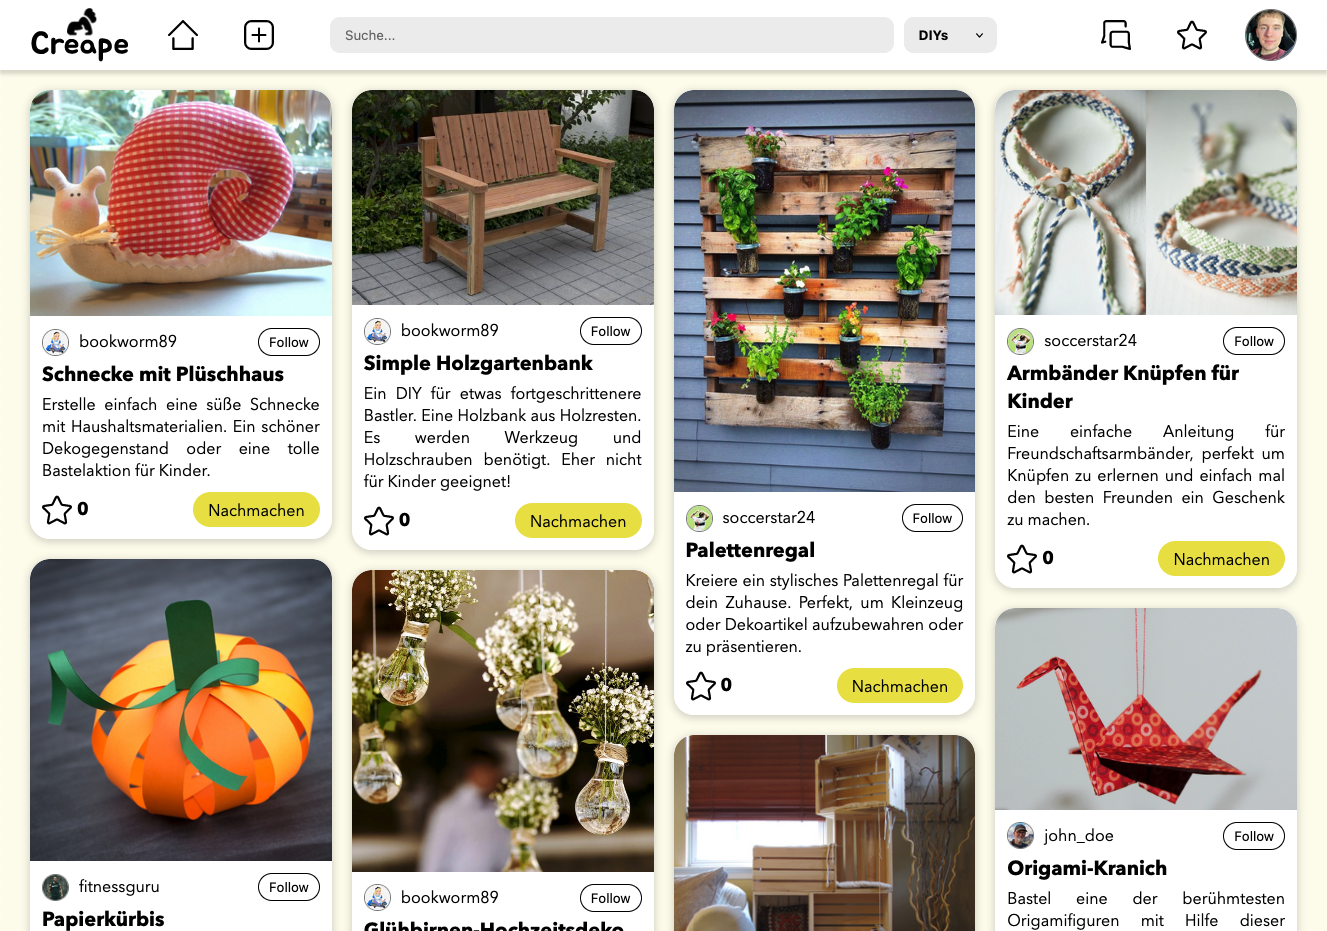 Creape
Suche...
DIYs
bookworm89
Follow
Schnecke mit Plüschhaus
Erstelle einfach eine süße Schnecke
mit Haushaltsmaterialien. Ein schöner
Dekogegenstand oder eine tolle
Bastelaktion für Kinder.
0
Nachmachen
fitnessguru
Follow
Papierkürbis
bookworm89
Follow
Simple Holzgartenbank
Ein DIY für etwas fortgeschrittenere
Bastler. Eine Holzbank aus Holzresten.
Es werden Werkzeug und
Holzschrauben benötigt. Eher nicht
für Kinder geeignet!
0
Nachmachen
bookworm89
Follow
Glühbirnen-Hochzeitsdeko
soccerstar24
Follow
Palettenregal
Kreiere ein stylisches Palettenregal für
dein Zuhause. Perfekt, um Kleinzeug
oder Dekoartikel aufzubewahren oder
zu präsentieren.
0
Nachmachen
soccerstar24
Follow
Armbänder Knüpfen für
Kinder
Eine einfache Anleitung für
Freundschaftsarmbänder, perfekt um
Knüpfen zu erlernen und einfach mal
den besten Freunden ein Geschenk
zu machen.
0
Nachmachen
john_doe
Follow
Origami-Kranich
Bastel eine der berühmtesten
Origamifiguren mit Hilfe dieser